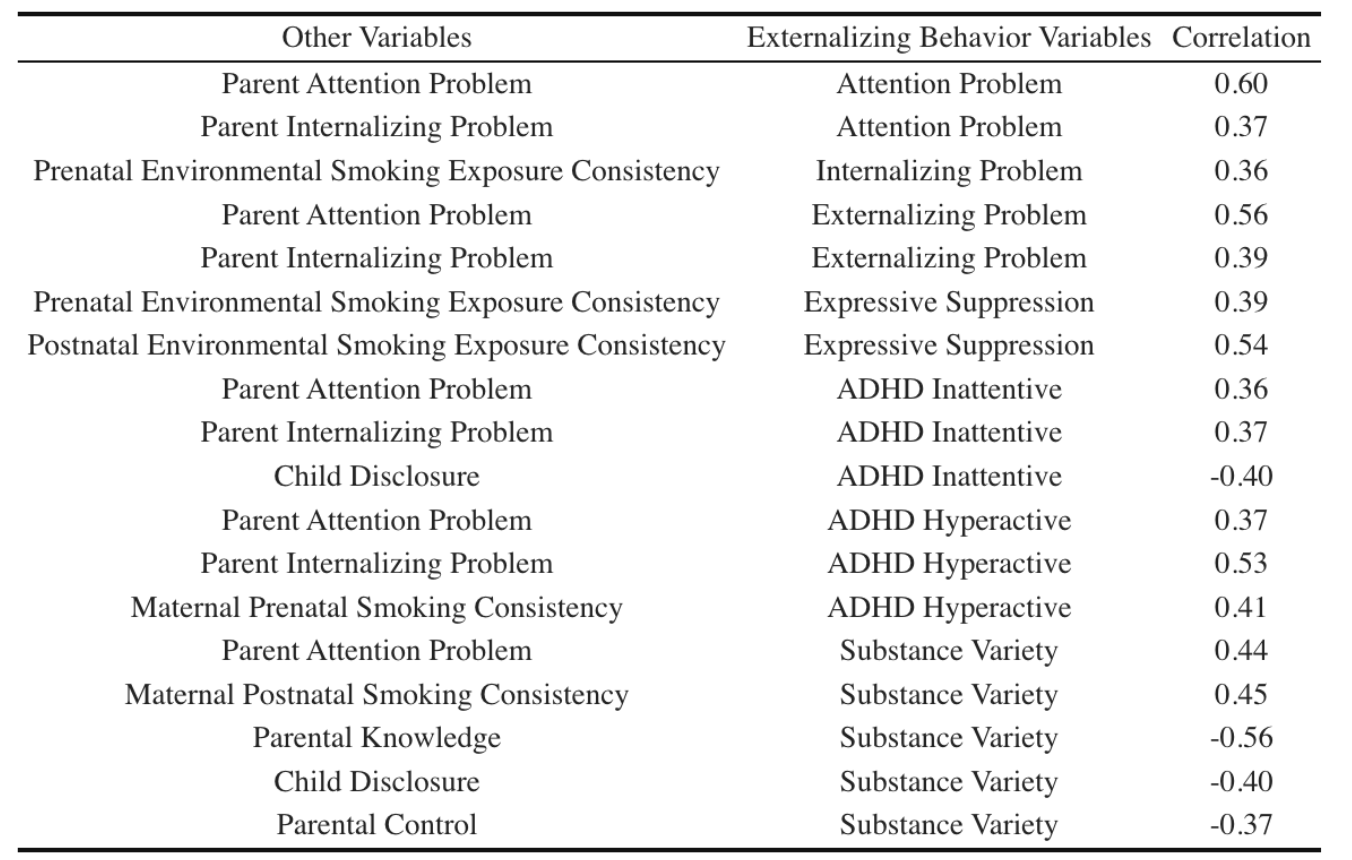 Other Variables Externalizing Behavior Variables Correlation
Parent Attention Problem Attention Problem 0.60
Parent Internalizing Problem Attention Problem 0.37
Prenatal Environmental Smoking Exposure Consistency Internalizing Problem 0.36
Parent Attention Problem Externalizing Problem 0.56
Parent Internalizing Problem Externalizing Problem 0.39
Prenatal Environmental Smoking Exposure Consistency Expressive Suppression 0.39
Postnatal Environmental Smoking Exposure Consistency Expressive Suppression 0.54
Parent Attention Problem ADHD Inattentive 0.36
Parent Internalizing Problem ADHD Inattentive 0.37
Child Disclosure ADHD Inattentive -0.40
Parent Attention Problem ADHD Hyperactive 0.37
Parent Internalizing Problem ADHD Hyperactive 0.53
Maternal Prenatal Smoking Consistency ADHD Hyperactive 0.41
Parent Attention Problem Substance Variety 0.44
Maternal Postnatal Smoking Consistency Substance Variety 0.45
Parental Knowledge Substance Variety -0.56
Child Disclosure Substance Variety -0.40
Parental Control Substance Variety -0.37